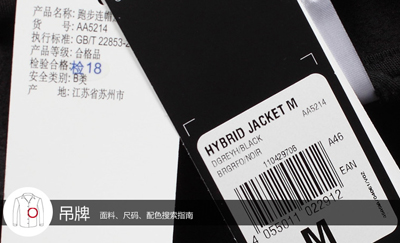 产品名称: 跑步连帽
货 号: AA5214
执行标准: GB/T 22853-2
产品等级: 合格品
检验合格: 检18
安全类别: B类
产 地: 江苏省苏州市
HYBRID JACKET M
DGREYH/BLACK
BRGRFO/NOIR
AA5214
110429706
A46
EAN
4 053611 022912
M
吊牌 面料、尺码、配色搜索指南